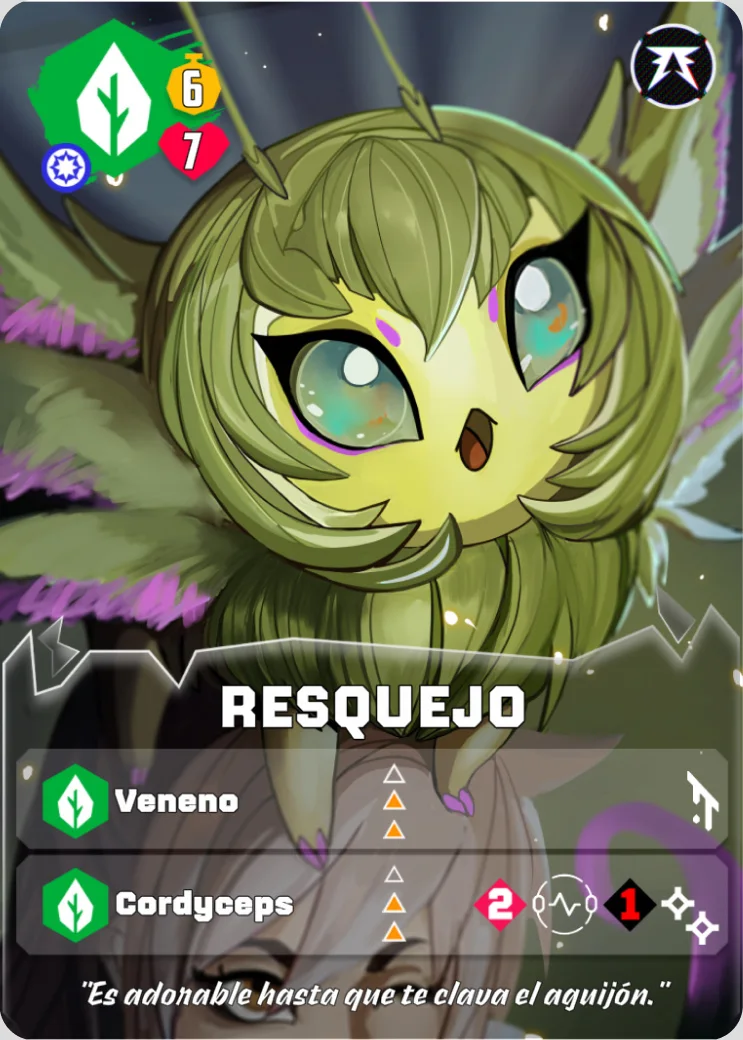 6
7
RESQUEJO
Veneno
Cordyceps
2 1
"Es adorable hasta que te clava el aguijón."